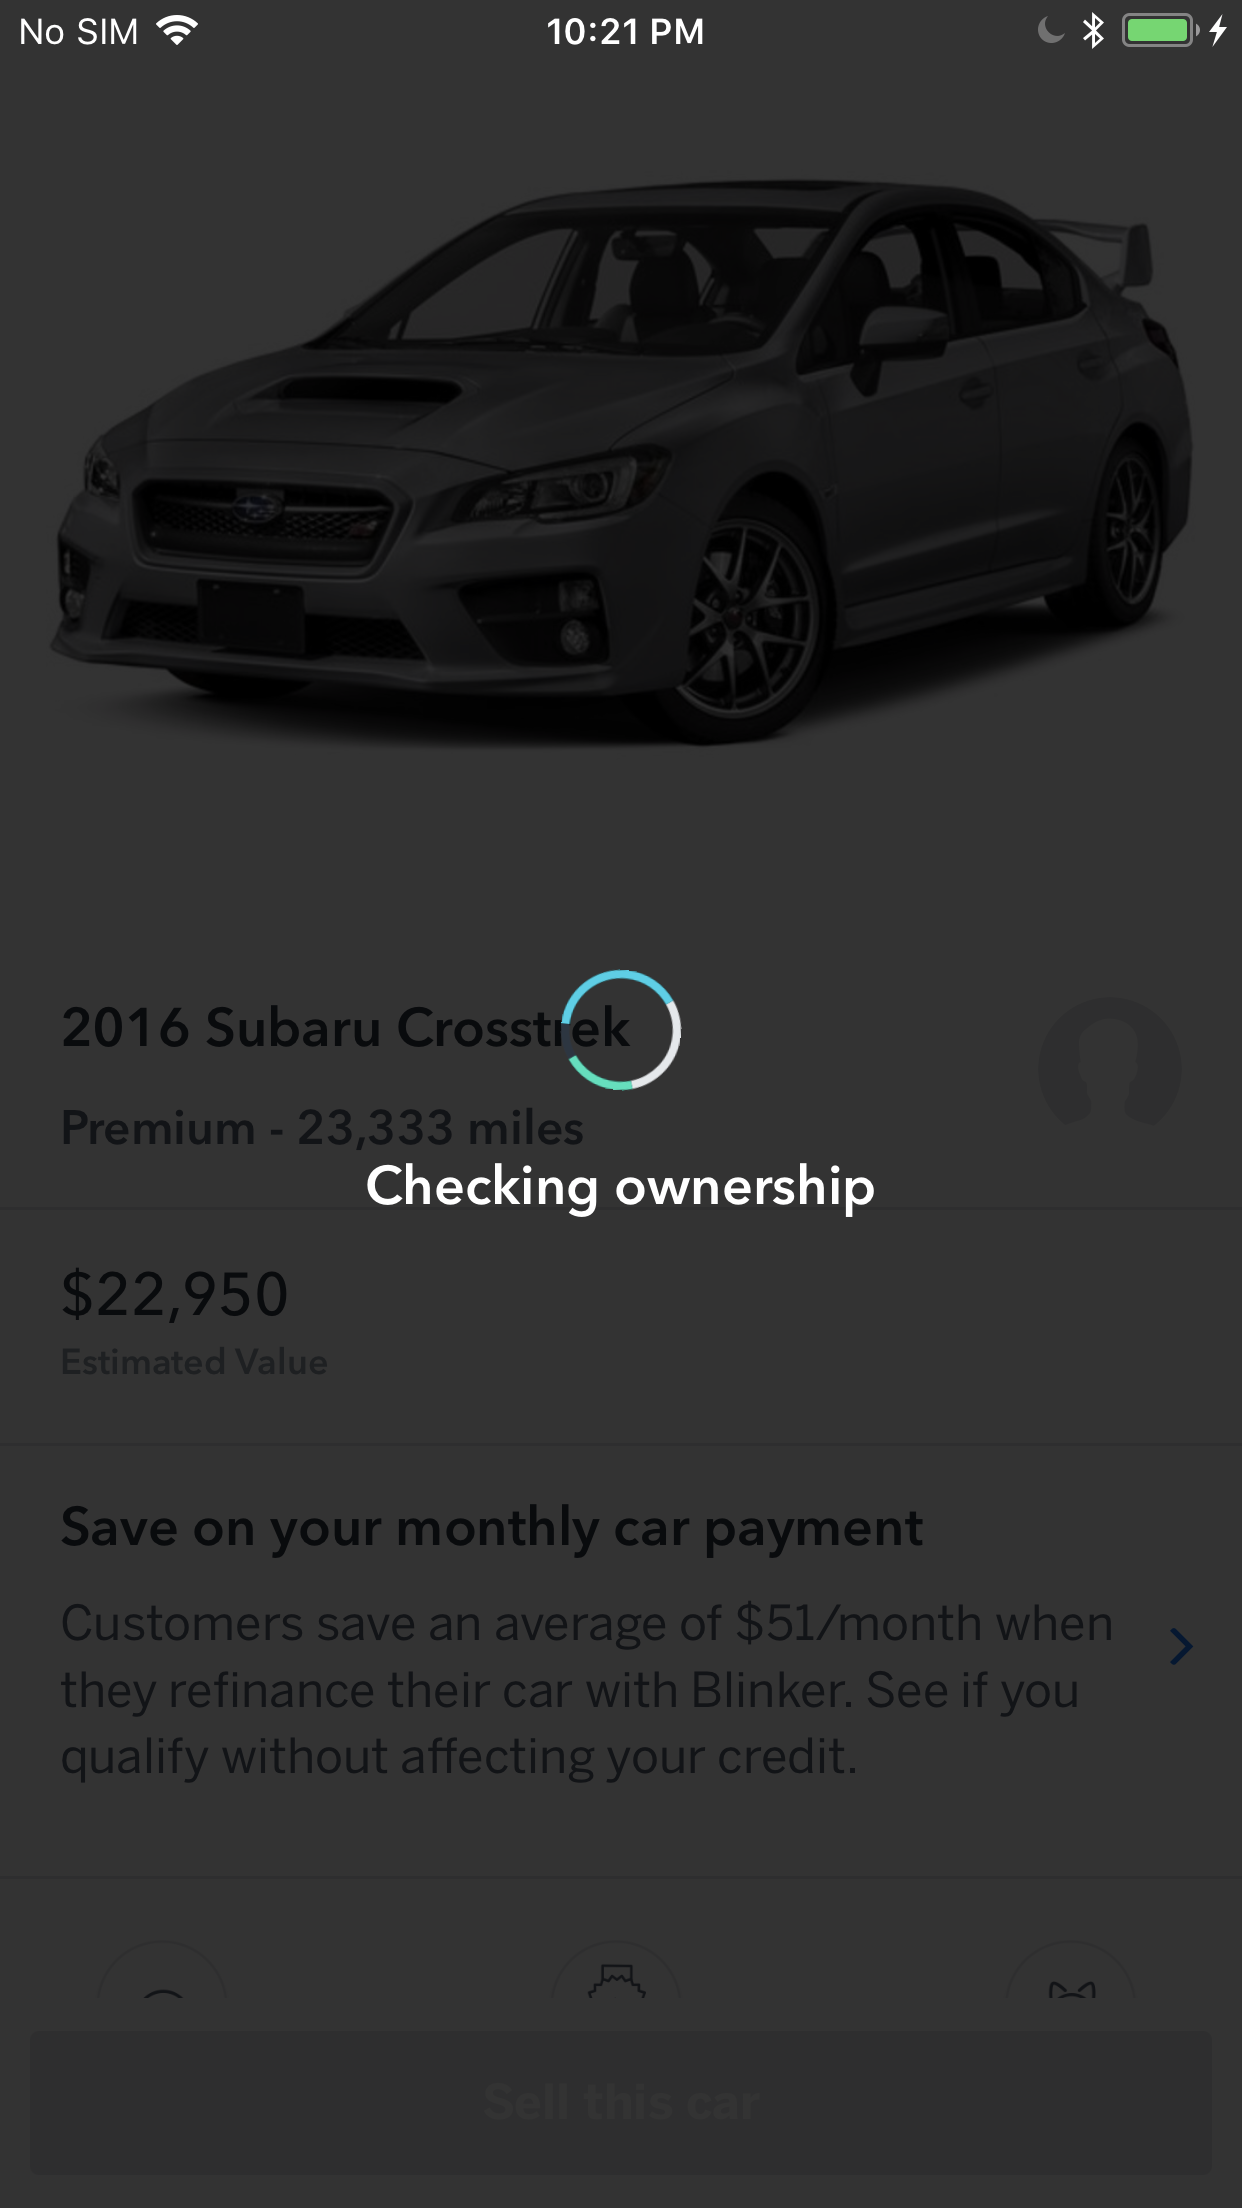 No SIM 10:21 PM
2016 Subaru Crosstrek
Premium - 23,333 miles
Checking ownership
$22,950
Estimated Value
Save on your monthly car payment
Customers save an average of $51/month when
they refinance their car with Blinker. See if you
qualify without affecting your credit.
Sell this car